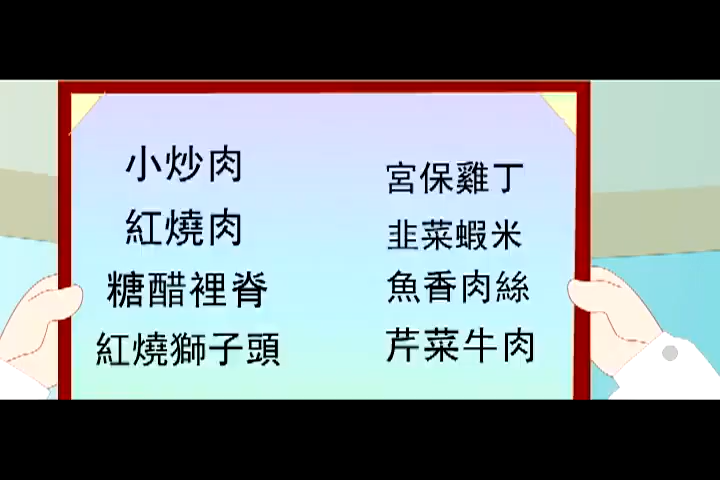 小炒肉
紅燒肉
糖醋裡脊
紅燒獅子頭
宮保雞丁
韭菜蝦米
魚香肉絲
芹菜牛肉